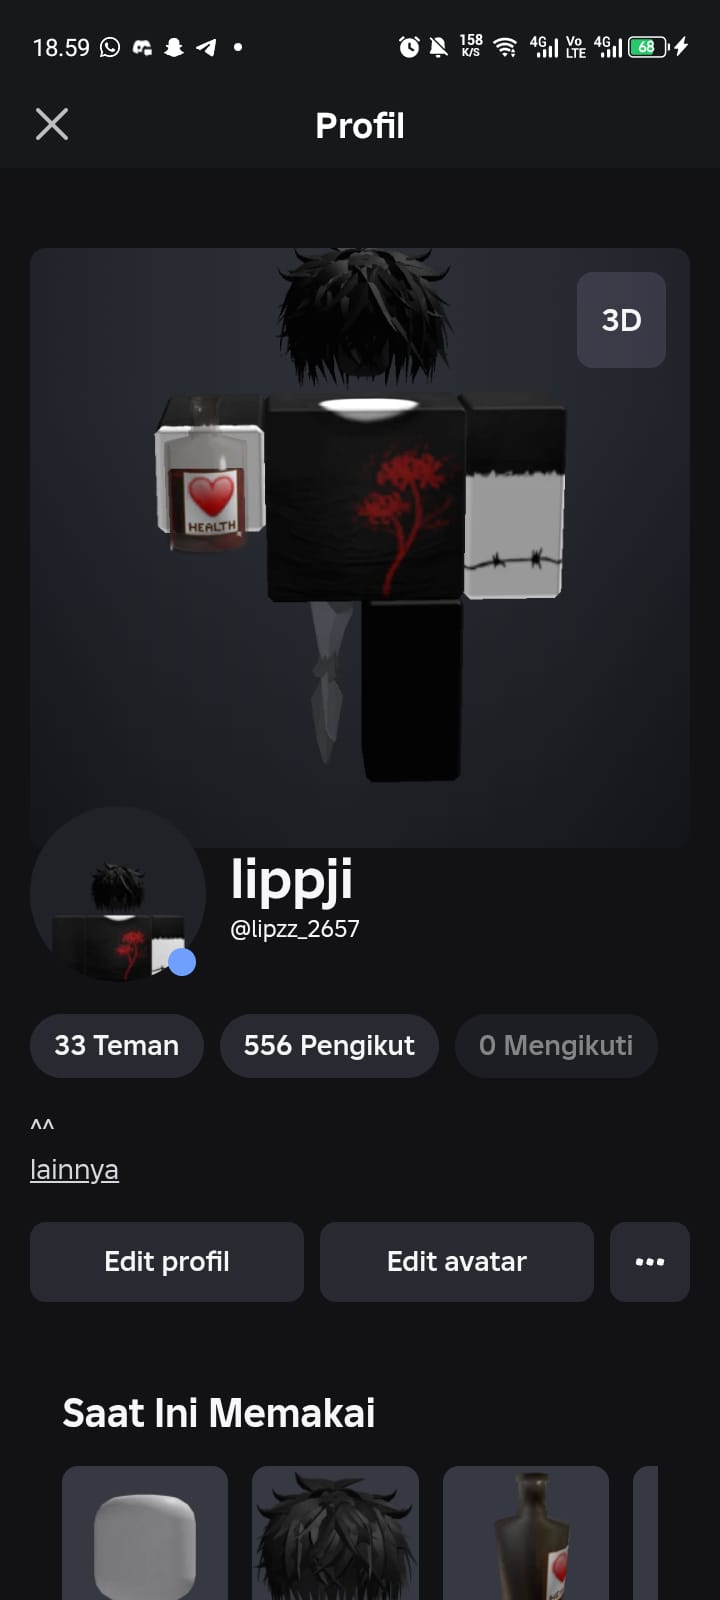 18.59
158
K/S
4G
Vo
LTE
4G
68
Profil
3D
HEALTH
lippji
@lipzz_2657
33 Teman
556 Pengikut
0 Mengikuti
^^
lainnya
Edit profil
Edit avatar
Saat Ini Memakai